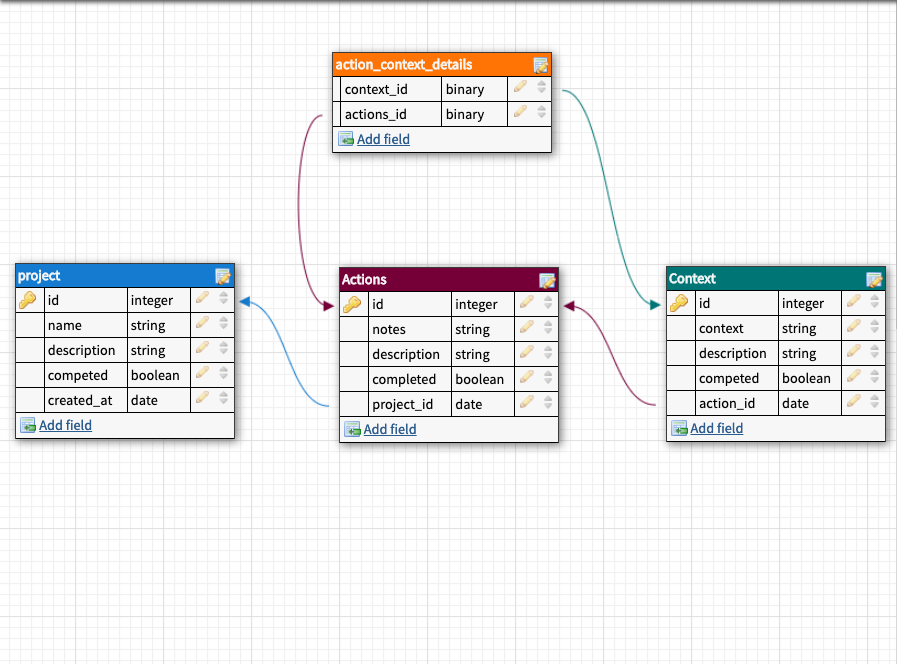 action_context_details
context_id binary
actions_id binary
Add field
project
id integer
name string
description string
competed boolean
created_at date
Add field
Actions
id integer
notes string
description string
completed boolean
project_id date
Add field
Context
id integer
context string
description string
competed boolean
action_id date
Add field